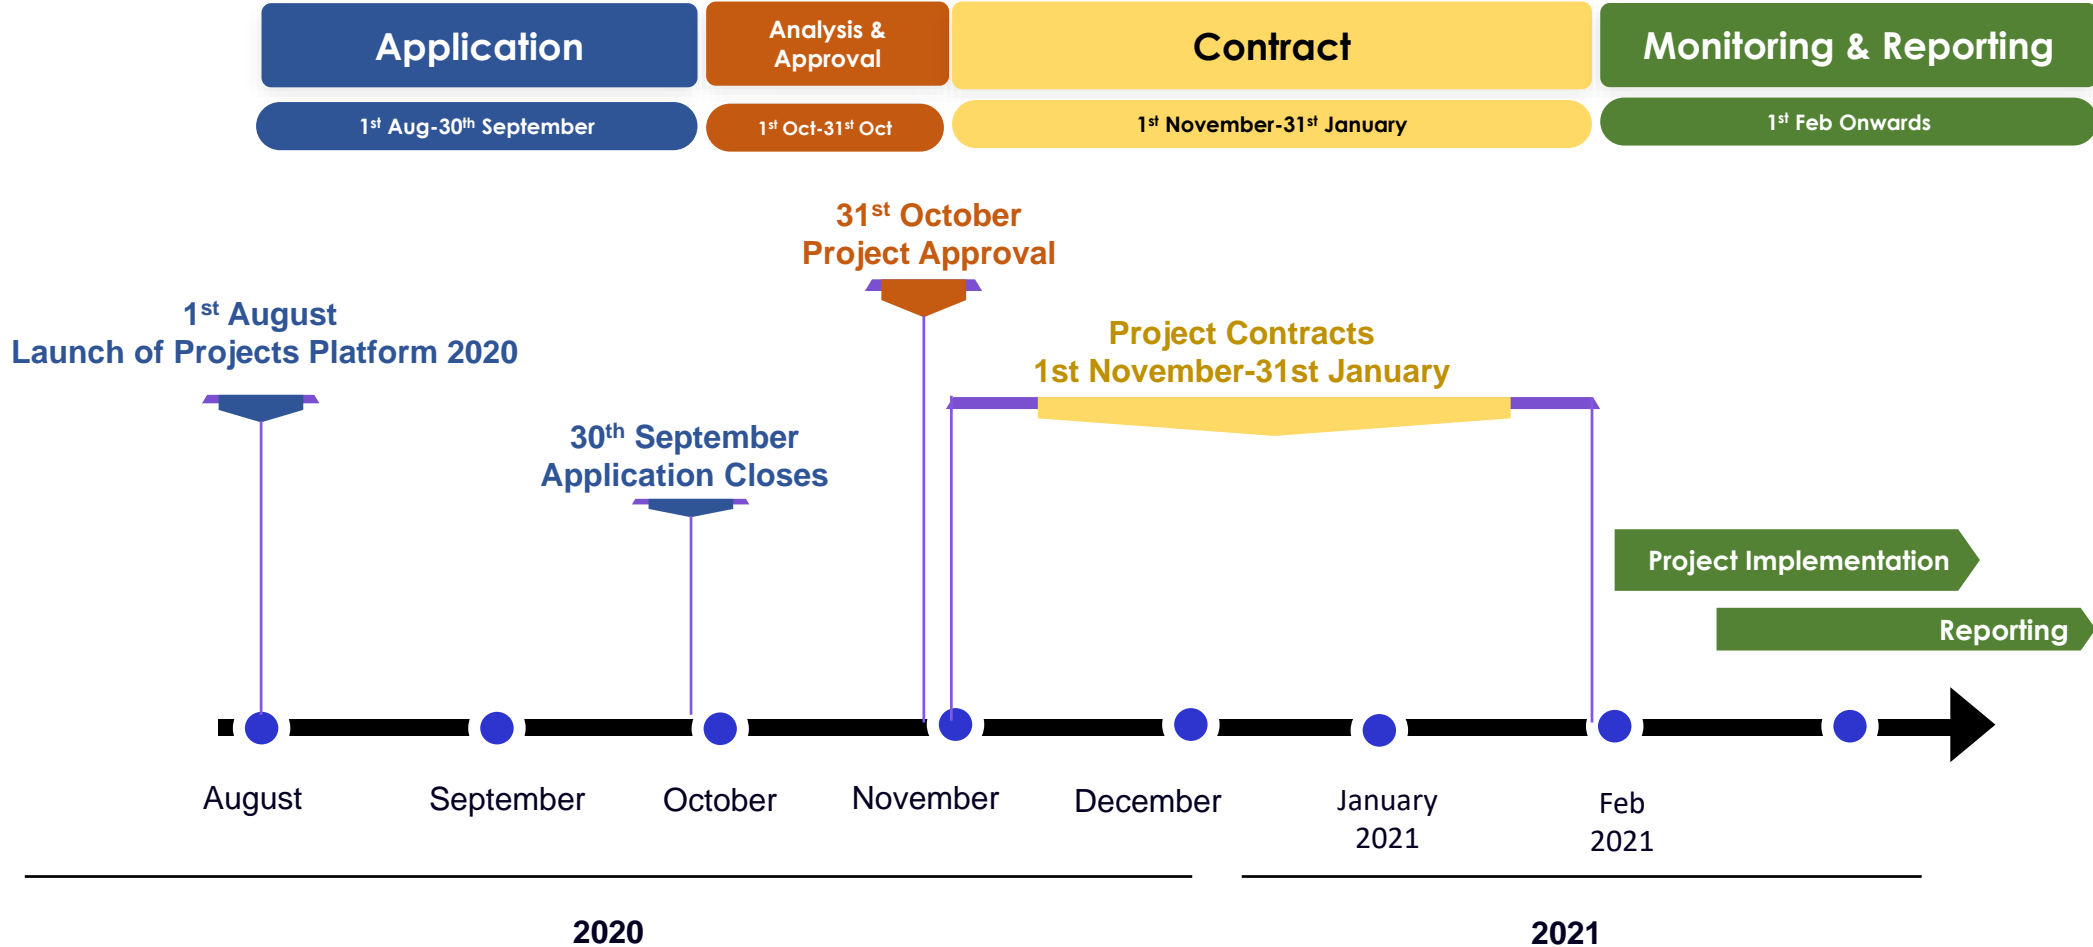 Application
Analysis &
Approval
Contract
Monitoring & Reporting
1st Aug-30th September
1st Oct-31st Oct
1st November-31st January
1st Feb Onwards
31st October
Project Approval
1st August
Launch of Projects Platform 2020
Project Contracts
1st November-31st January
30th September
Application Closes
Project Implementation
Reporting
August
September
October
November
December
January
2021
Feb
2021
2020
2021